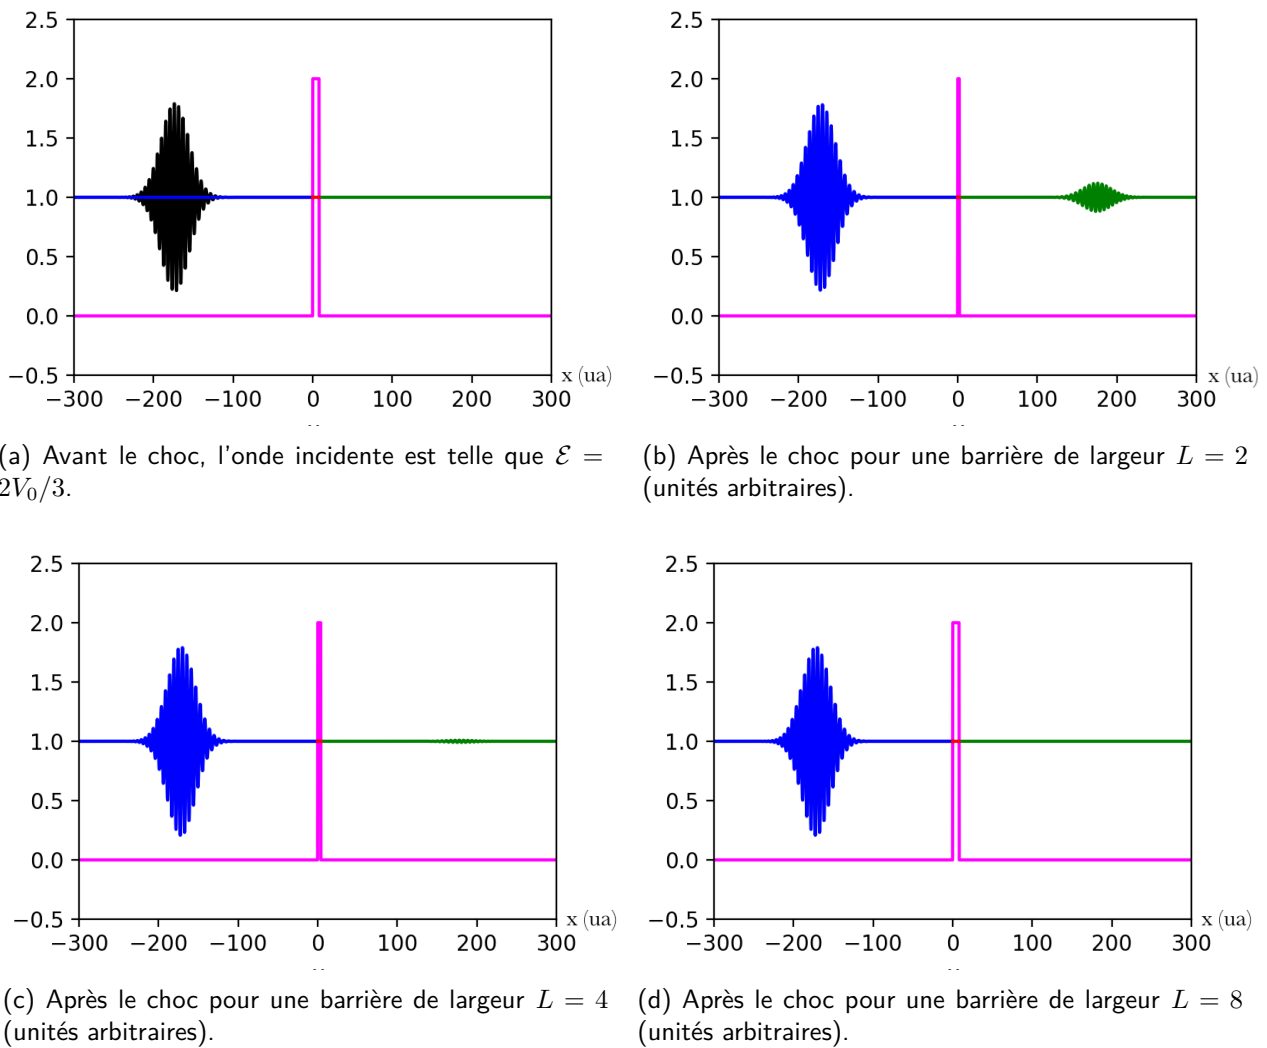 2.5 2.5
2.0 2.0
1.5 1.5
1.0 1.0
0.5 0.5
0.0 0.0
−0.5 x (ua) −0.5 x (ua)
−300 −200 −100 0 100 200 300 −300 −200 −100 0 100 200 300
(a) Avant le choc, l'onde incidente est telle que ℰ =
2V₀/3.
(b) Après le choc pour une barrière de largeur L = 2
(unités arbitraires).
2.5 2.5
2.0 2.0
1.5 1.5
1.0 1.0
0.5 0.5
0.0 0.0
−0.5 x (ua) −0.5 x (ua)
−300 −200 −100 0 100 200 300 −300 −200 −100 0 100 200 300
(c) Après le choc pour une barrière de largeur L = 4
(unités arbitraires).
(d) Après le choc pour une barrière de largeur L = 8
(unités arbitraires).